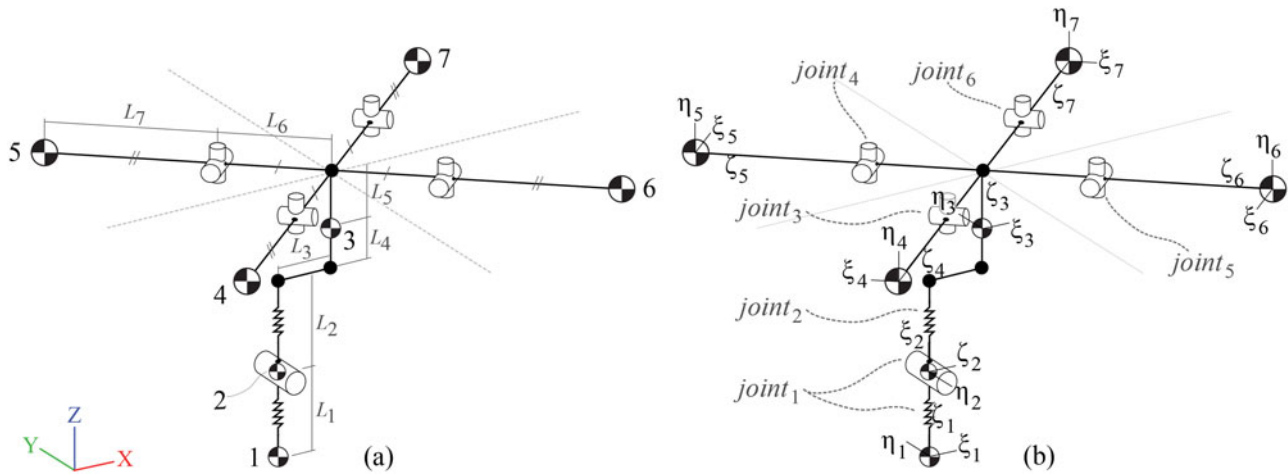 7
L₇
L₆
5
L₅
6
3
L₃
L₄
4
L₂
2
L₁
Z
Y
X
1
(a)
η₇
joint₄
joint₆
ξ₇
η₅
ξ₅
ζ₇
η₆
ζ₅
ζ₆
ζ₃
joint₃
η₃
ξ₃
ξ₆
η₄
ξ₄
ζ₄
joint₅
joint₂
ξ₂
ζ₂
joint₁
η₂
ζ₁
η₁
ξ₁
(b)